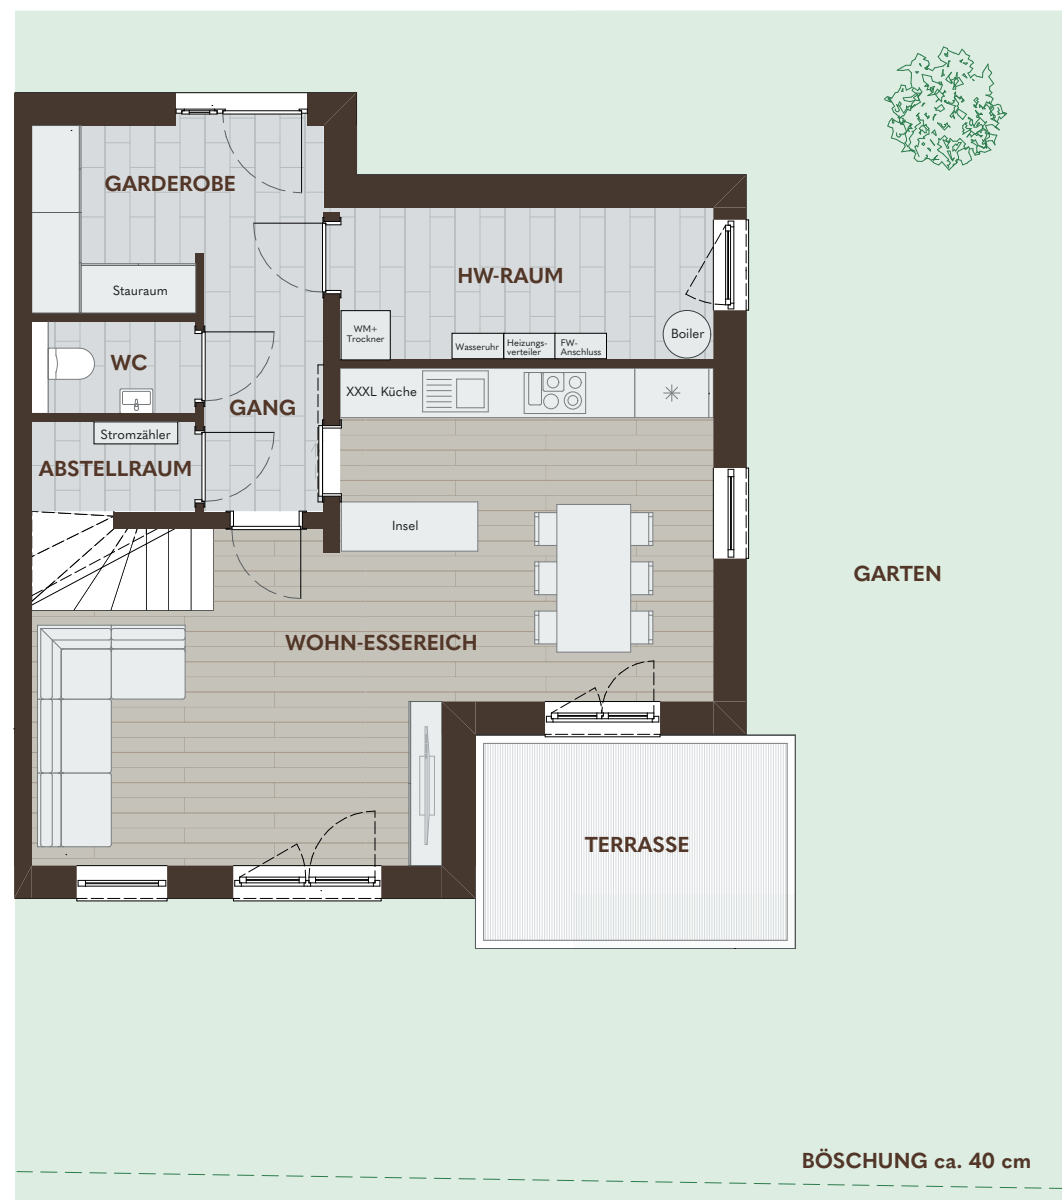 GARDEROBE
Stauraum
HW-RAUM
WM+
Trockner
Wasseruhr
Heizungs-
verteiler
FW-
Anschluss
Boiler
WC
GANG
XXXL Küche
Stromzähler
ABSTELLRAUM
Insel
GARTEN
WOHN-ESSEREICH
TERRASSE
BÖSCHUNG ca. 40 cm